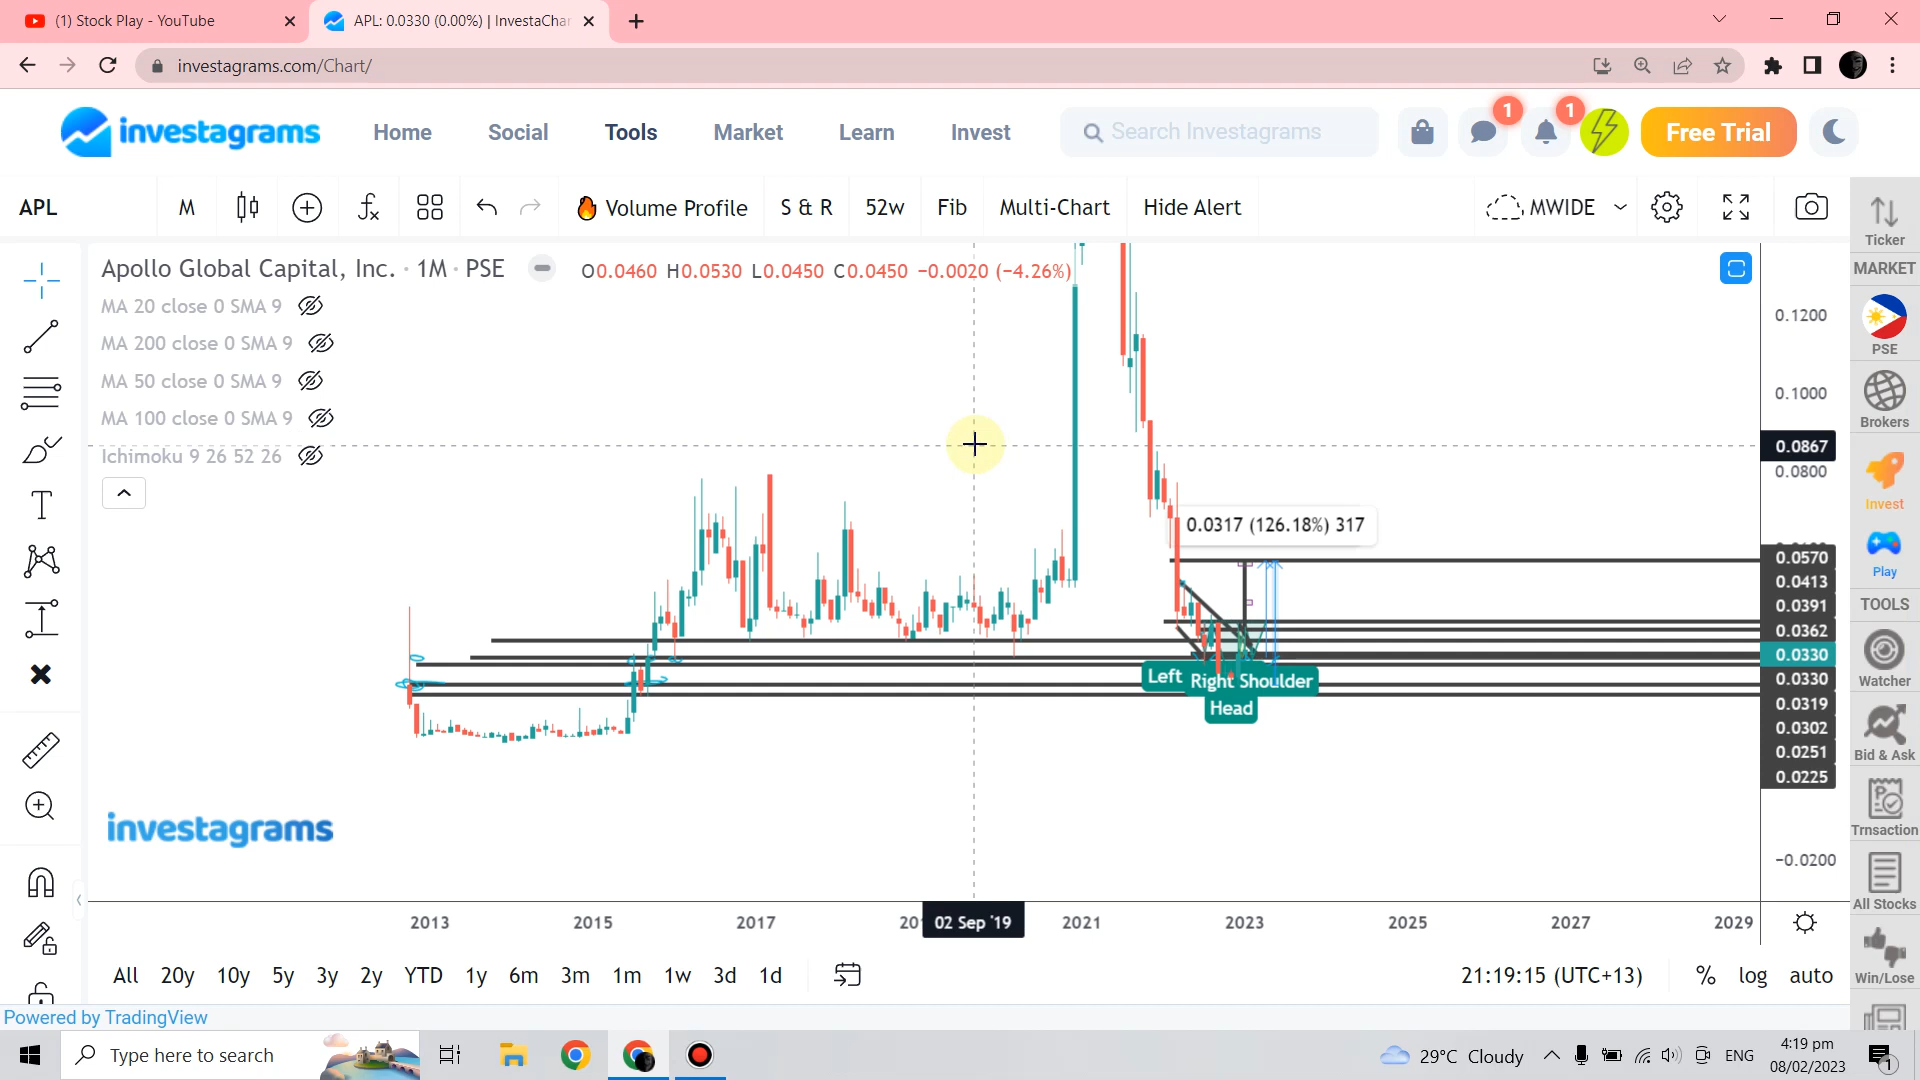 (1) Stock Play - YouTube
APL: 0.0330 (0.00%) | InvestaChar
investagrams.com/Chart/
investagrams
Home
Social
Tools
Market
Learn
Invest
Search Investagrams
1
1
Free Trial
APL
M
Volume Profile
S & R
52w
Fib
Multi-Chart
Hide Alert
MWIDE
Ticker
MARKET
PSE
Brokers
Invest
Play
TOOLS
Watcher
Bid & Ask
Trnsaction
All Stocks
Win/Lose
Apollo Global Capital, Inc. · 1M · PSE
O0.0460 H0.0530 L0.0450 C0.0450 −0.0020 (−4.26%)
MA 20 close 0 SMA 9
MA 200 close 0 SMA 9
MA 50 close 0 SMA 9
MA 100 close 0 SMA 9
Ichimoku 9 26 52 26
0.1200
0.1000
0.0867
0.0800
0.0317 (126.18%) 317
0.0570
0.0413
0.0391
0.0362
0.0330
0.0330
0.0319
0.0302
0.0251
0.0225
−0.0200
Left
Right Shoulder
Head
investagrams
2013
2015
2017
02 Sep '19
2021
2023
2025
2027
2029
All
20y
10y
5y
3y
2y
YTD
1y
6m
3m
1m
1w
3d
1d
21:19:15 (UTC+13)
%
log
auto
Powered by TradingView
Type here to search
29°C Cloudy
ENG
4:19 pm
08/02/2023
1